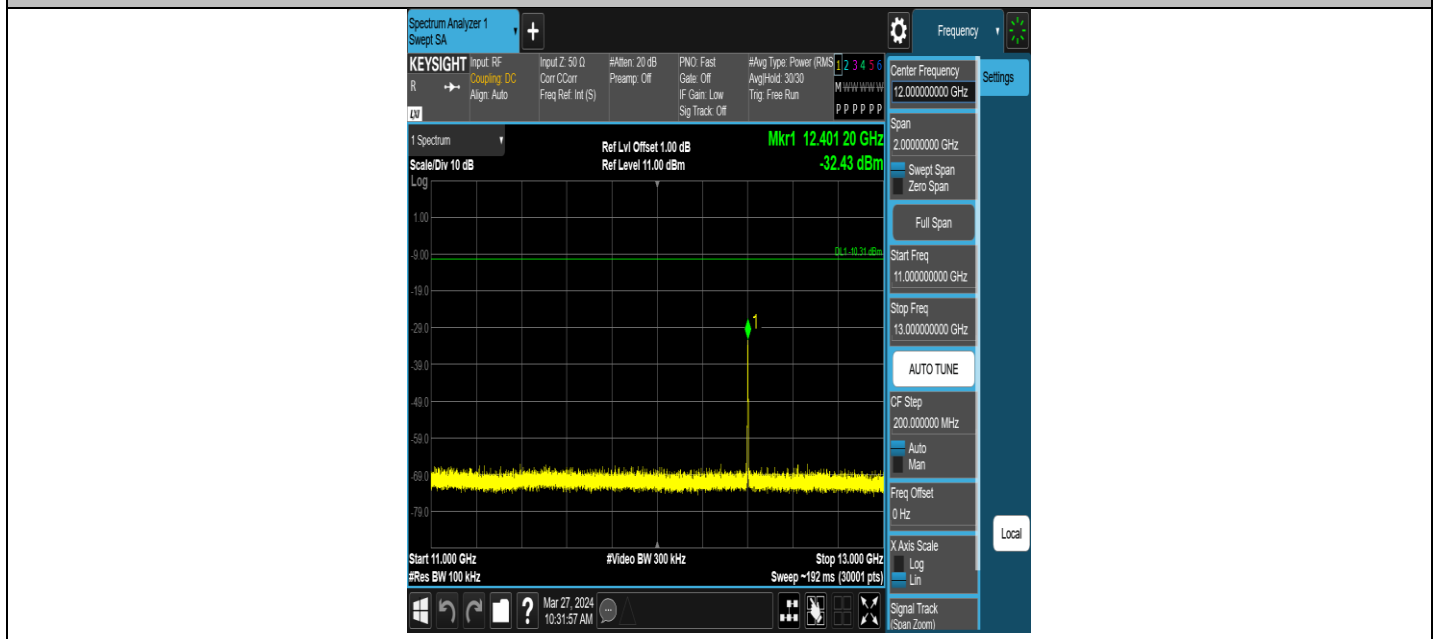 Spectrum Analyzer 1
Swept SA
+
Frequency
KEYSIGHT
R
LXI
Input: RF
Coupling: DC
Align: Auto
Input Z: 50 Ω
Corr CCorr
Freq Ref: Int (S)
#Atten: 20 dB
Preamp: Off
PNO: Fast
Gate: Off
IF Gain: Low
Sig Track: Off
#Avg Type: Power (RMS
Avg|Hold: 30/30
Trig: Free Run
1 2 3 4 5 6
M W W W W W
P P P P P P
1 Spectrum
Scale/Div 10 dB
Log
Ref Lvl Offset 1.00 dB
Ref Level 11.00 dBm
Mkr1 12.401 20 GHz
-32.43 dBm
1.00
-9.00
DL1 -10.31 dBm
-19.0
1
-29.0
-39.0
-49.0
-59.0
-69.0
-79.0
Start 11.000 GHz
#Res BW 100 kHz
#Video BW 300 kHz
Stop 13.000 GHz
Sweep ~192 ms (30001 pts)
?
Mar 27, 2024
10:31:57 AM
Center Frequency
12.00000000 GHz
Settings
Span
2.00000000 GHz
Swept Span
Zero Span
Full Span
Start Freq
11.000000000 GHz
Stop Freq
13.000000000 GHz
AUTO TUNE
CF Step
200.000000 MHz
Auto
Man
Freq Offset
0 Hz
X Axis Scale
Log
Lin
Local
Signal Track
(Span Zoom)